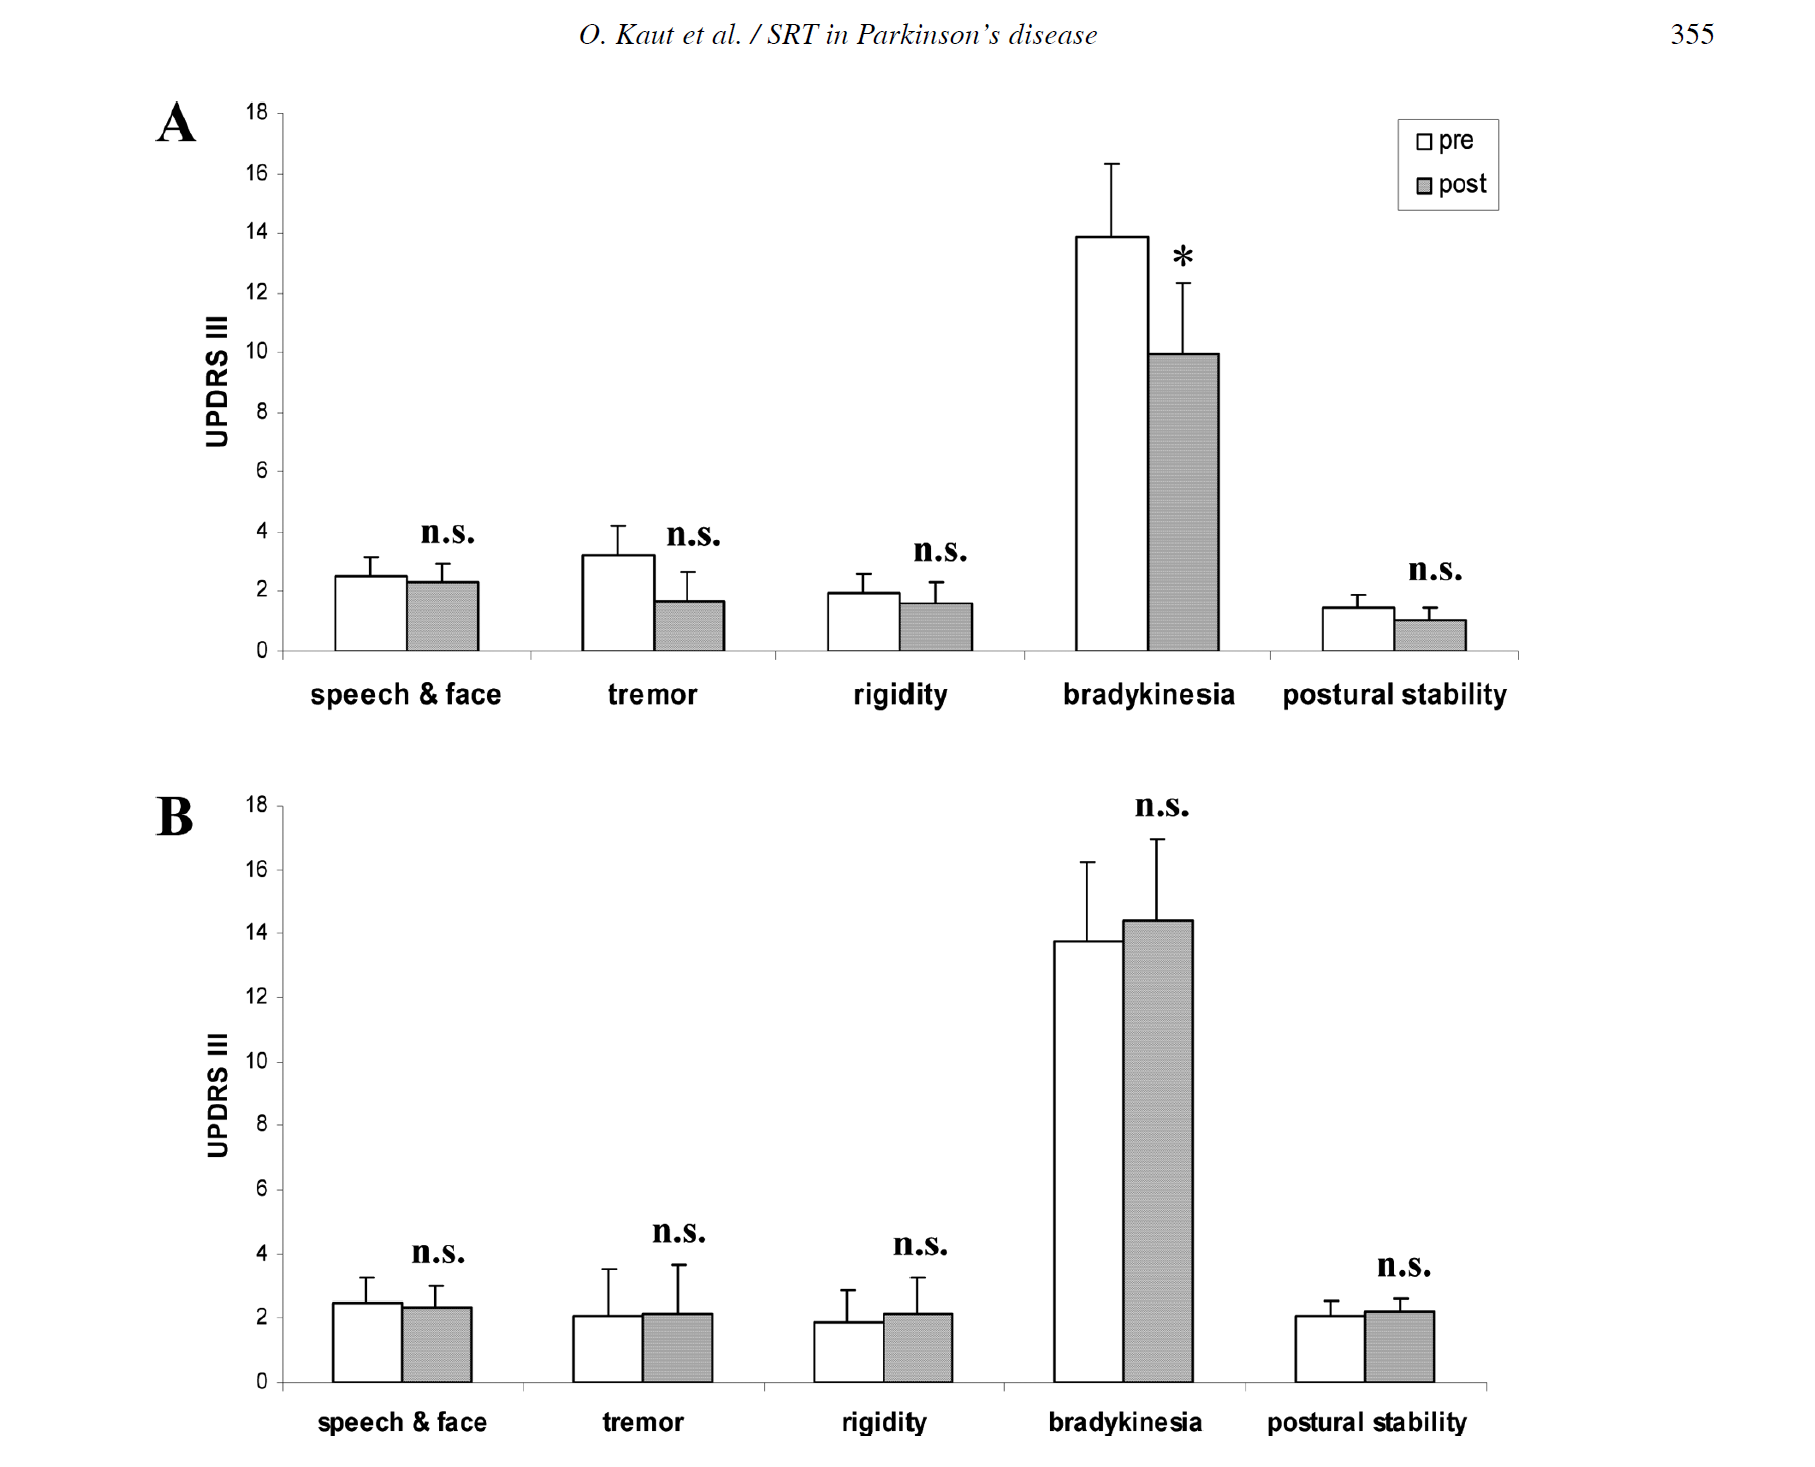 O. Kaut et al. / SRT in Parkinson's disease 355
A
18
16
14
12
10
8
6
4
2
0
UPDRS III
pre
post
n.s.
n.s.
n.s.
*
n.s.
speech & face tremor rigidity bradykinesia postural stability
B
18
16
14
12
10
8
6
4
2
0
UPDRS III
n.s.
n.s.
n.s.
n.s.
n.s.
speech & face tremor rigidity bradykinesia postural stability